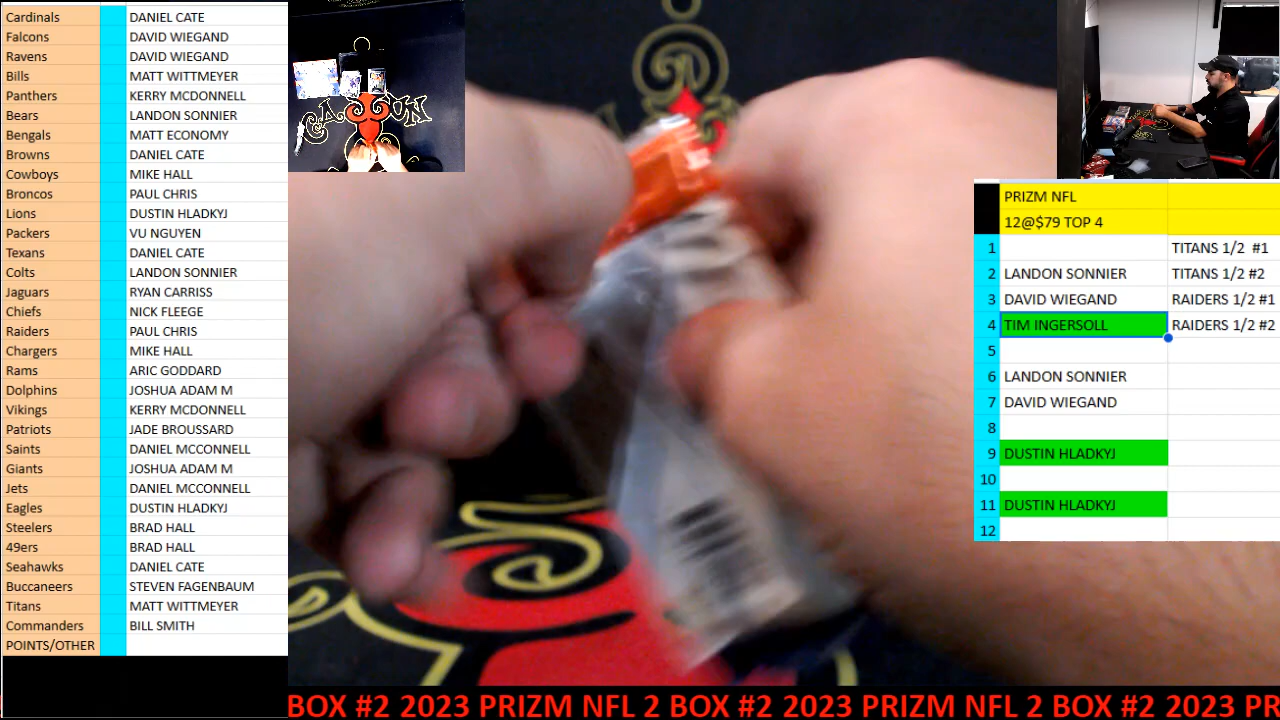 Cardinals DANIEL CATE
Falcons DAVID WIEGAND
Ravens DAVID WIEGAND
Bills MATT WITTMEYER
Panthers KERRY MCDONNELL
Bears LANDON SONNIER
Bengals MATT ECONOMY
Browns DANIEL CATE
Cowboys MIKE HALL
Broncos PAUL CHRIS
Lions DUSTIN HLADKYJ
Packers VU NGUYEN
Texans DANIEL CATE
Colts LANDON SONNIER
Jaguars RYAN CARRISS
Chiefs NICK FLEEGE
Raiders PAUL CHRIS
Chargers MIKE HALL
Rams ARIC GODDARD
Dolphins JOSHUA ADAM M
Vikings KERRY MCDONNELL
Patriots JADE BROUSSARD
Saints DANIEL MCCONNELL
Giants JOSHUA ADAM M
Jets DANIEL MCCONNELL
Eagles DUSTIN HLADKYJ
Steelers BRAD HALL
49ers BRAD HALL
Seahawks DANIEL CATE
Buccaneers STEVEN FAGENBAUM
Titans MATT WITTMEYER
Commanders BILL SMITH
POINTS/OTHER
PRIZM NFL
12@$79 TOP 4
1 TITANS 1/2 #1
2 LANDON SONNIER TITANS 1/2 #2
3 DAVID WIEGAND RAIDERS 1/2 #1
4 TIM INGERSOLL RAIDERS 1/2 #2
5
6 LANDON SONNIER
7 DAVID WIEGAND
8
9 DUSTIN HLADKYJ
10
11 DUSTIN HLADKYJ
12
BOX #2 2023 PRIZM NFL 2 BOX #2 2023 PRIZM NFL 2 BOX #2 2023 PR